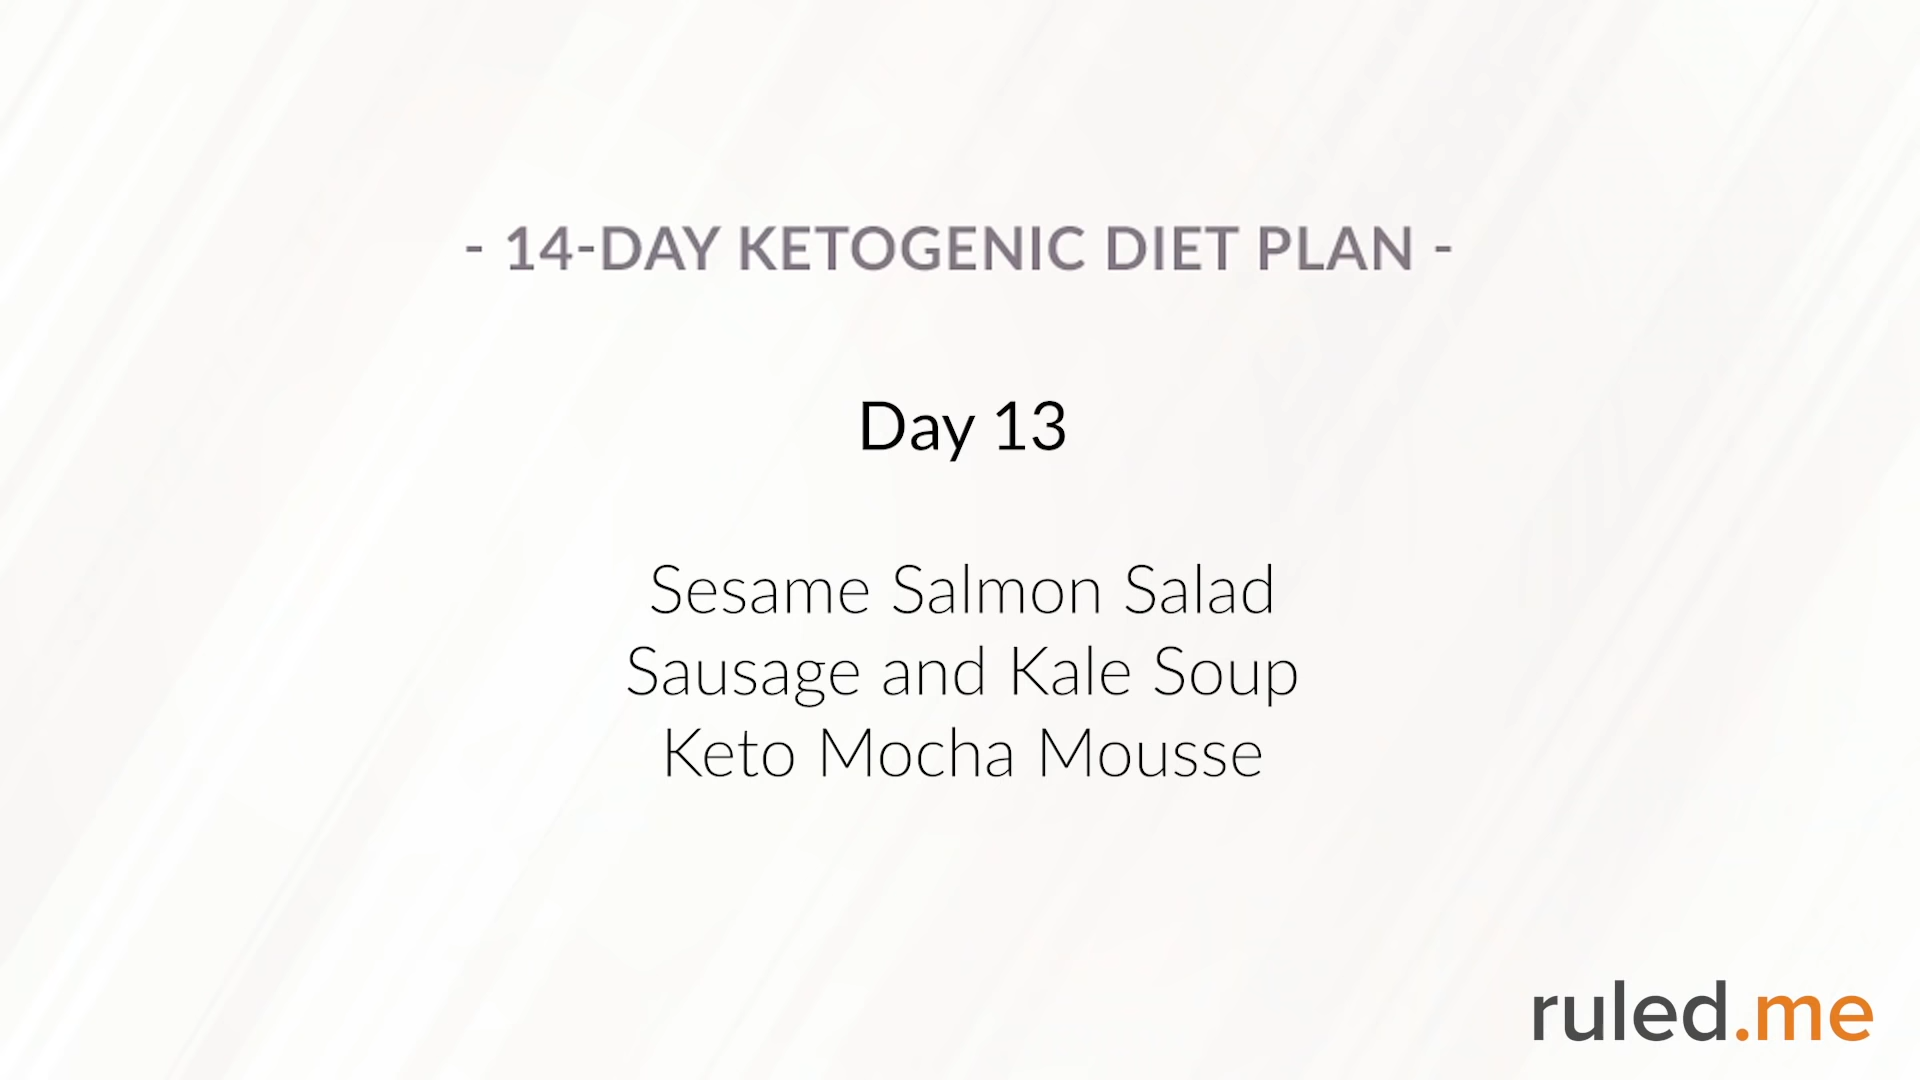 - 14-DAY KETOGENIC DIET PLAN -
Day 13
Sesame Salmon Salad
Sausage and Kale Soup
Keto Mocha Mousse
ruled.me